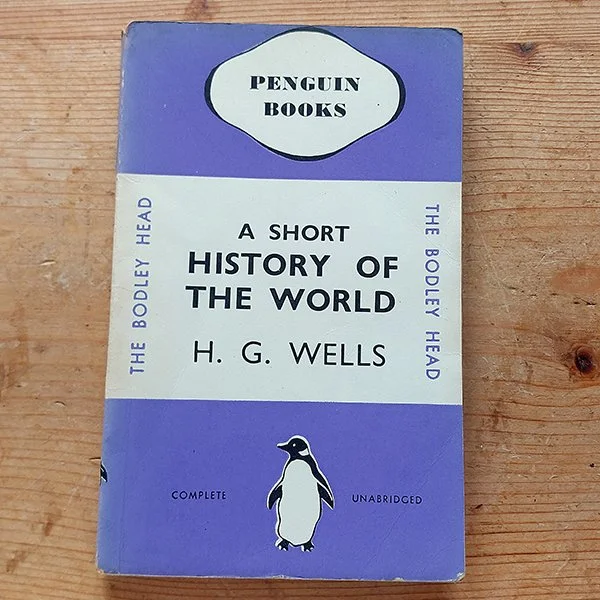 PENGUIN
BOOKS
THE BODLEY HEAD
A SHORT
HISTORY OF
THE WORLD
H. G. WELLS
THE BODLEY HEAD
COMPLETE UNABRIDGED